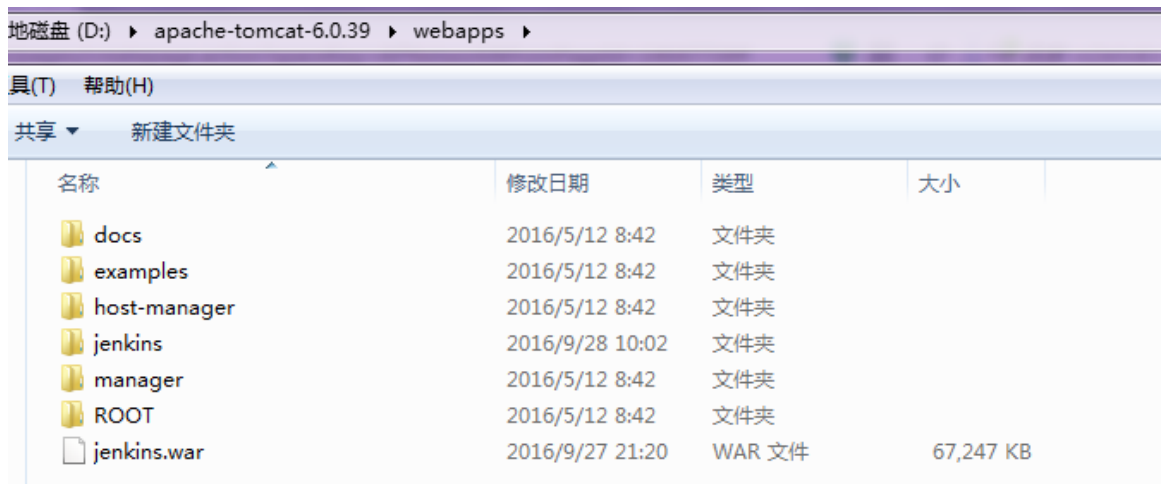 地磁盘 (D:) apache-tomcat-6.0.39 webapps
具(T) 帮助(H)
共享 新建文件夹
名称 修改日期 类型 大小
docs 2016/5/12 8:42 文件夹
examples 2016/5/12 8:42 文件夹
host-manager 2016/5/12 8:42 文件夹
jenkins 2016/9/28 10:02 文件夹
manager 2016/5/12 8:42 文件夹
ROOT 2016/5/12 8:42 文件夹
jenkins.war 2016/9/27 21:20 WAR 文件 67,247 KB